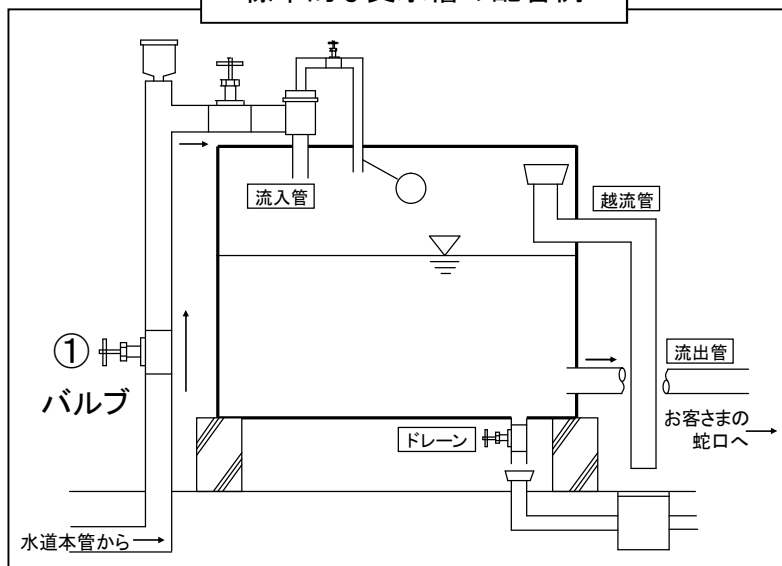 流入管
越流管
①
バルブ
流出管
お客さまの
蛇口へ
ドレーン
水道本管から